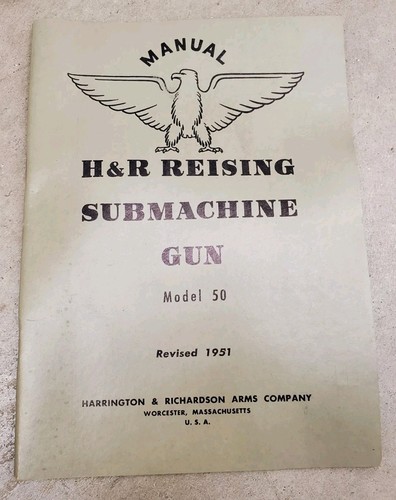 MANUAL
H&R REISING
SUBMACHINE
GUN
Model 50
Revised 1951
HARRINGTON & RICHARDSON ARMS COMPANY
WORCESTER, MASSACHUSETTS
U. S. A.